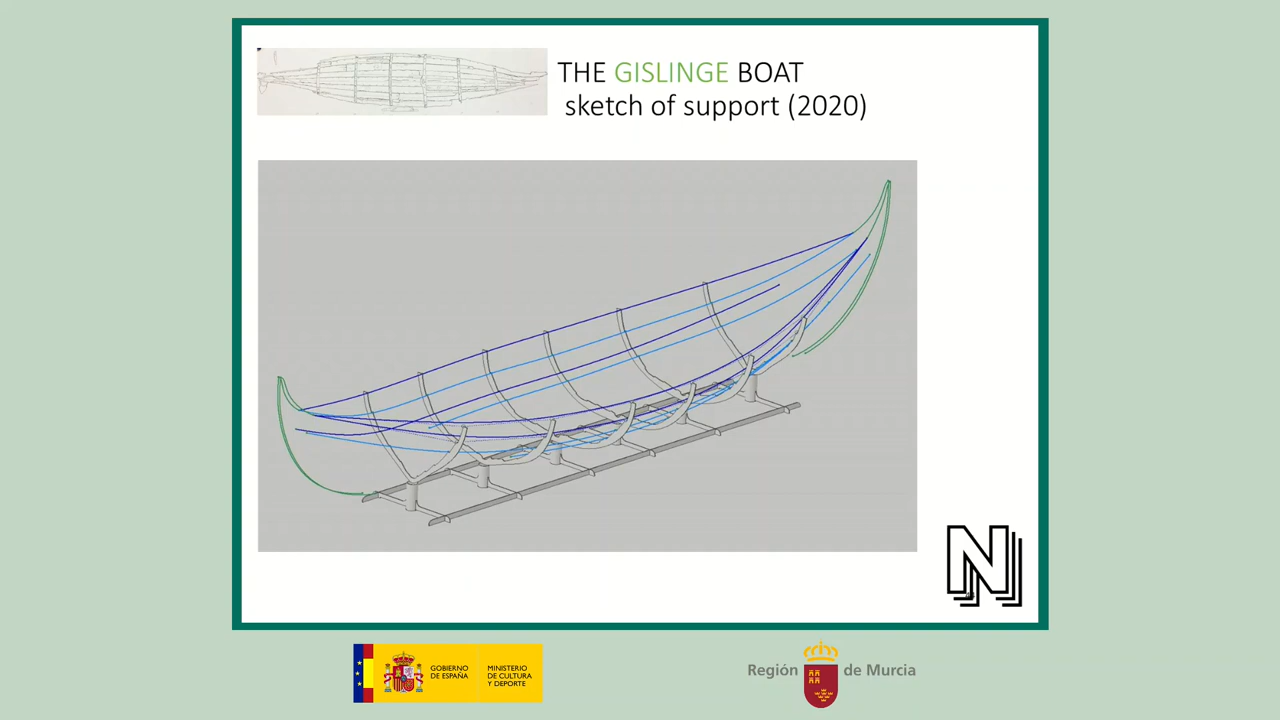 THE GISLINGE BOAT
sketch of support (2020)
N
GOBIERNO
DE ESPAÑA
MINISTERIO
DE CULTURA
Y DEPORTE
Región de Murcia